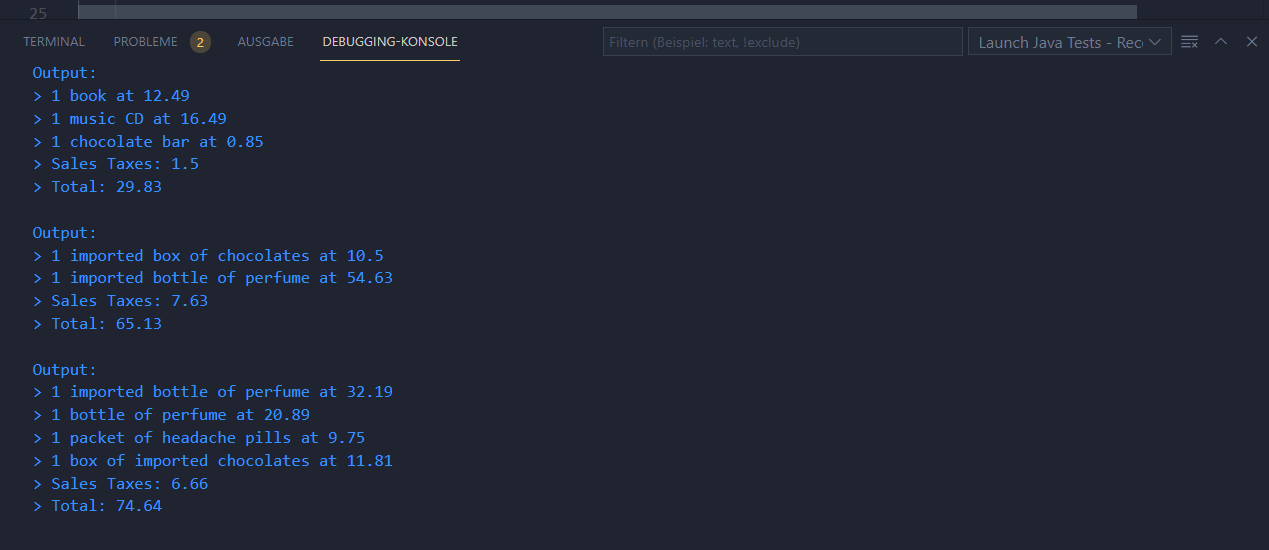 25
TERMINAL PROBLEME 2 AUSGABE DEBUGGING-KONSOLE Filtern (Beispiel: text, !exclude) Launch Java Tests - Rec
Output:
> 1 book at 12.49
> 1 music CD at 16.49
> 1 chocolate bar at 0.85
> Sales Taxes: 1.5
> Total: 29.83
Output:
> 1 imported box of chocolates at 10.5
> 1 imported bottle of perfume at 54.63
> Sales Taxes: 7.63
> Total: 65.13
Output:
> 1 imported bottle of perfume at 32.19
> 1 bottle of perfume at 20.89
> 1 packet of headache pills at 9.75
> 1 box of imported chocolates at 11.81
> Sales Taxes: 6.66
> Total: 74.64